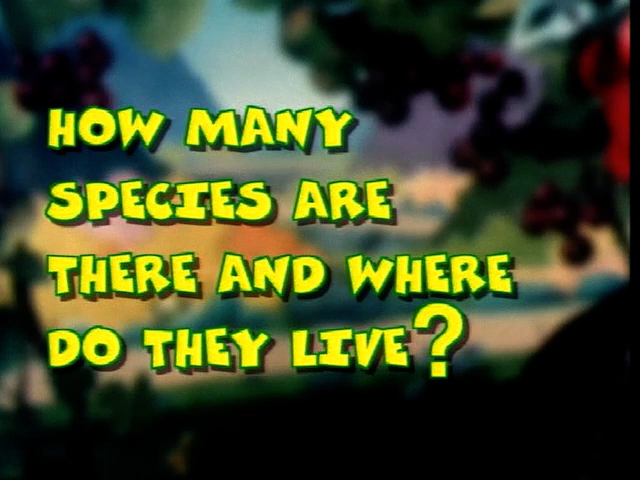 HOW MANY
SPECIES ARE
THERE AND WHERE
DO THEY LIVE?